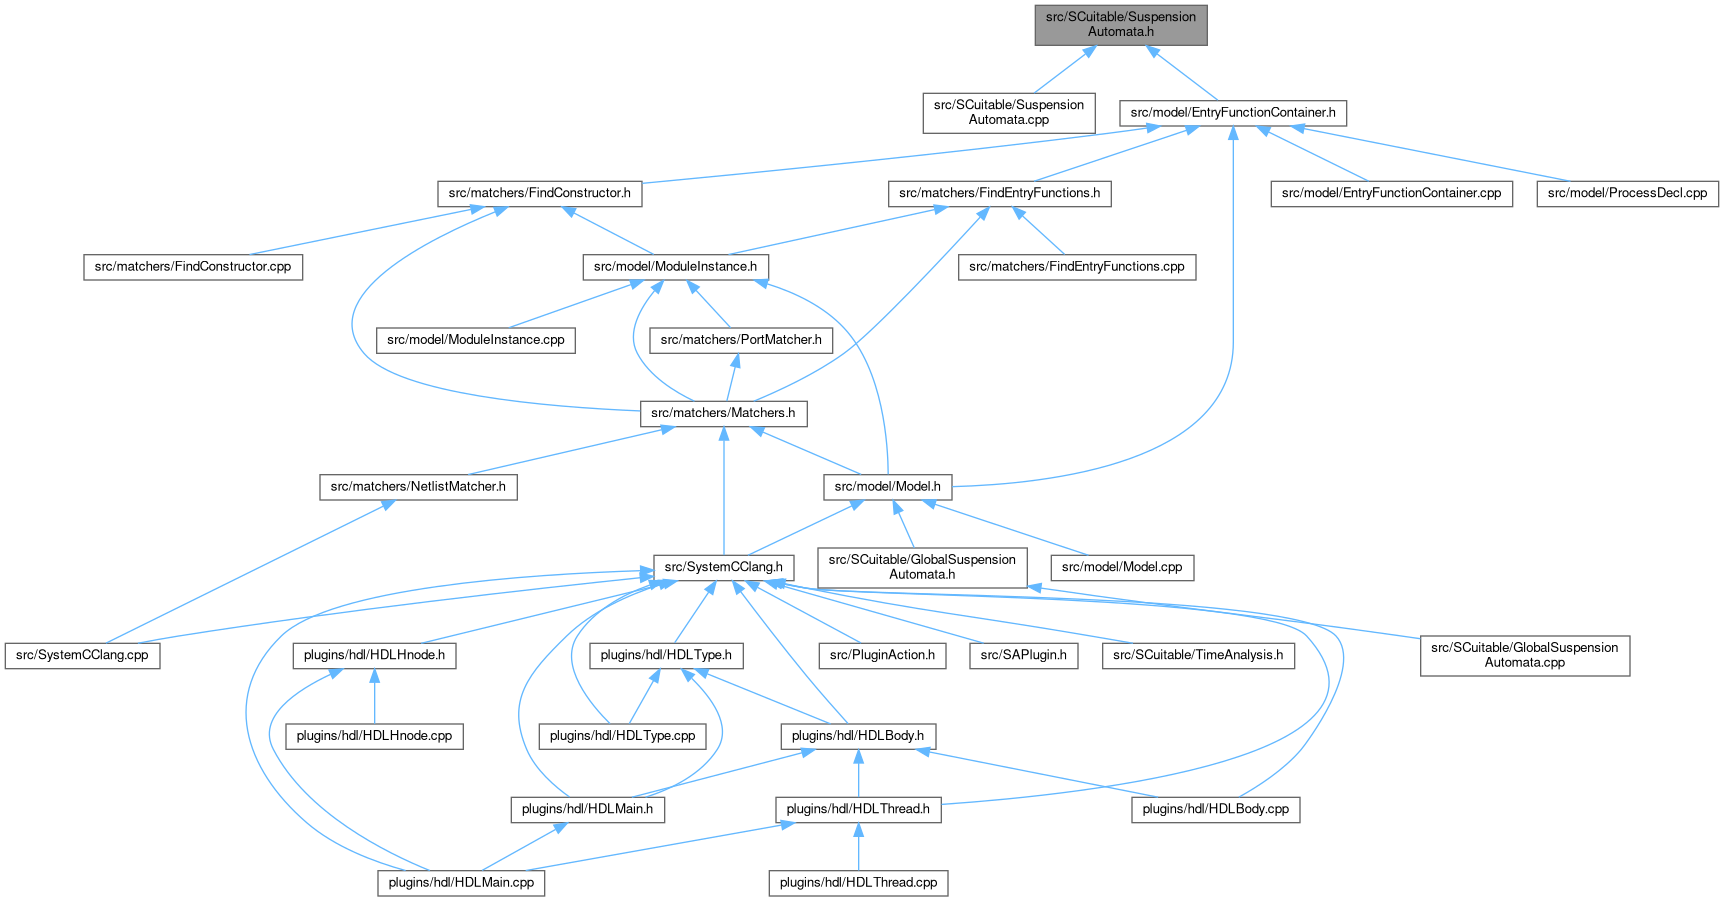 src/SCuitable/Suspension
Automata.h
src/SCuitable/Suspension
Automata.cpp
src/model/EntryFunctionContainer.h
src/matchers/FindConstructor.h
src/matchers/FindEntryFunctions.h
src/model/EntryFunctionContainer.cpp
src/model/ProcessDecl.cpp
src/matchers/FindConstructor.cpp
src/model/ModuleInstance.h
src/matchers/FindEntryFunctions.cpp
src/model/ModuleInstance.cpp
src/matchers/PortMatcher.h
src/matchers/Matchers.h
src/matchers/NetlistMatcher.h
src/model/Model.h
src/SystemCClang.h
src/SCuitable/GlobalSuspension
Automata.h
src/model/Model.cpp
src/SystemCClang.cpp
plugins/hdl/HDLHnode.h
plugins/hdl/HDLType.h
src/PluginAction.h
src/SAPlugin.h
src/SCuitable/TimeAnalysis.h
src/SCuitable/GlobalSuspension
Automata.cpp
plugins/hdl/HDLHnode.cpp
plugins/hdl/HDLType.cpp
plugins/hdl/HDLBody.h
plugins/hdl/HDLMain.h
plugins/hdl/HDLThread.h
plugins/hdl/HDLBody.cpp
plugins/hdl/HDLMain.cpp
plugins/hdl/HDLThread.cpp